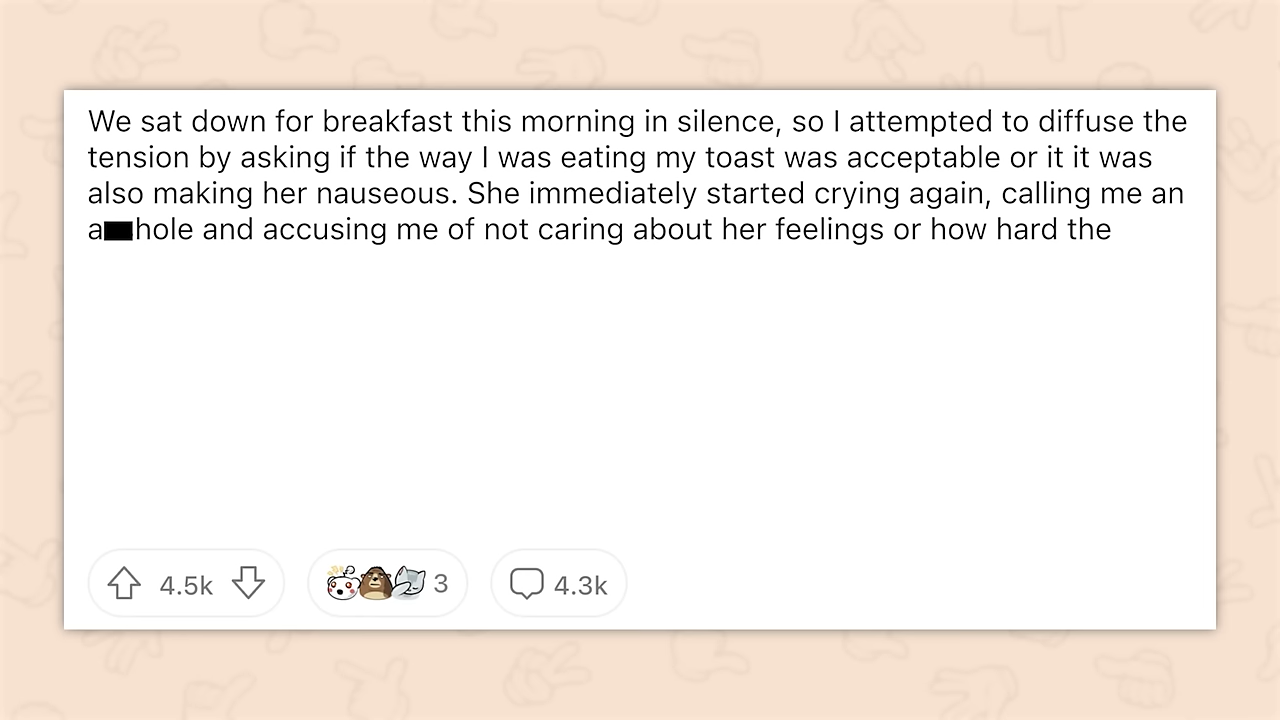 We sat down for breakfast this morning in silence, so I attempted to diffuse the
tension by asking if the way I was eating my toast was acceptable or it it was
also making her nauseous. She immediately started crying again, calling me an
a██hole and accusing me of not caring about her feelings or how hard the
4.5k 3 4.3k